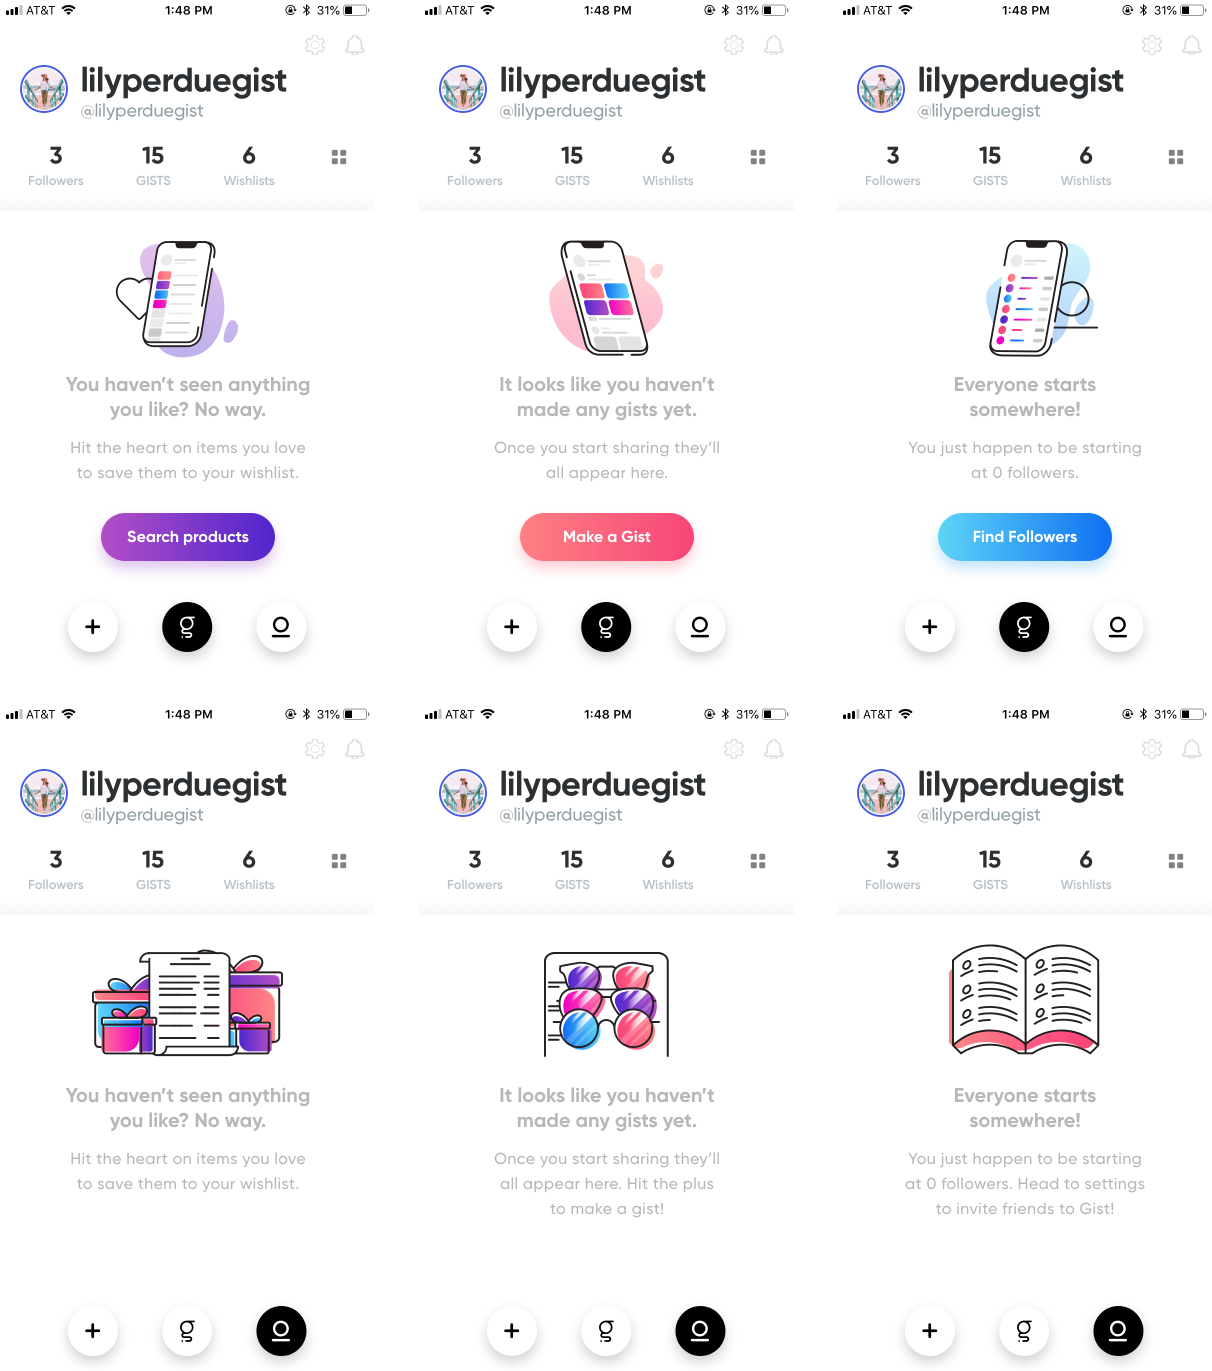 AT&T 1:48 PM 31%
lilyperduegist
@lilyperduegist
3 15 6
Followers GISTS Wishlists
You haven’t seen anything
you like? No way.
Hit the heart on items you love
to save them to your wishlist.
Search products
g
AT&T 1:48 PM 31%
lilyperduegist
@lilyperduegist
3 15 6
Followers GISTS Wishlists
It looks like you haven’t
made any gists yet.
Once you start sharing they’ll
all appear here.
Make a Gist
g
AT&T 1:48 PM 31%
lilyperduegist
@lilyperduegist
3 15 6
Followers GISTS Wishlists
Everyone starts
somewhere!
You just happen to be starting
at 0 followers.
Find Followers
g
AT&T 1:48 PM 31%
lilyperduegist
@lilyperduegist
3 15 6
Followers GISTS Wishlists
You haven’t seen anything
you like? No way.
Hit the heart on items you love
to save them to your wishlist.
g
AT&T 1:48 PM 31%
lilyperduegist
@lilyperduegist
3 15 6
Followers GISTS Wishlists
It looks like you haven’t
made any gists yet.
Once you start sharing they’ll
all appear here. Hit the plus
to make a gist!
g
AT&T 1:48 PM 31%
lilyperduegist
@lilyperduegist
3 15 6
Followers GISTS Wishlists
Everyone starts
somewhere!
You just happen to be starting
at 0 followers. Head to settings
to invite friends to Gist!
g